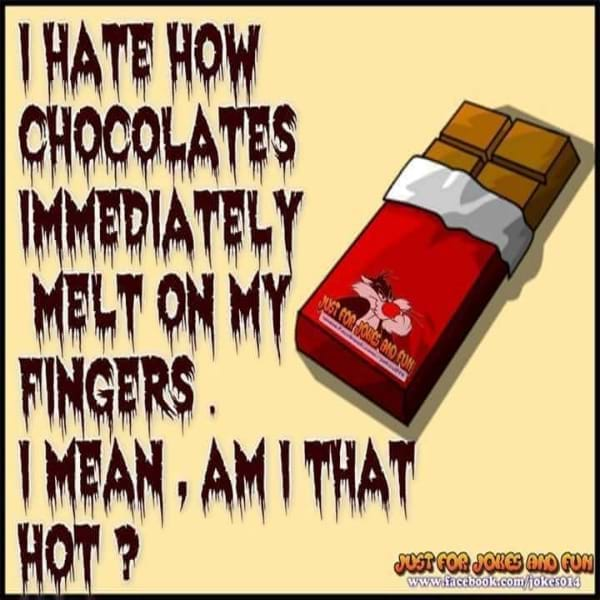 I HATE HOW
CHOCOLATES
IMMEDIATELY
MELT ON MY
FINGERS .
I MEAN , AM I THAT
HOT ?
JUST FOR JOKES AND FUN
JUST FOR JOKES AND FUN
www.facebook.com/jokes014